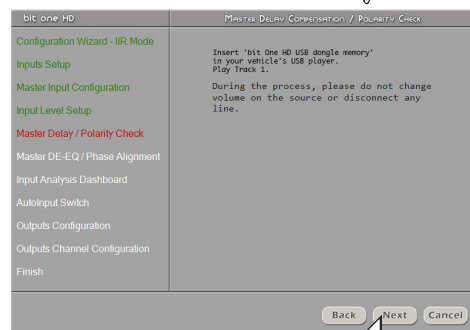 bit one HD
Master Delay Compensation / Polarity Check
Configuration Wizard - IIR Mode
Inputs Setup
Master Input Configuration
Input Level Setup
Master Delay / Polarity Check
Master DE-EQ / Phase Alignment
Input Analysis Dashboard
AutoInput Switch
Outputs Configuration
Outputs Channel Configuration
Finish
Insert 'bit One HD USB dongle memory'
in your vehicle's USB player.
Play Track 1.
During the process, please do not change
volume on the source or disconnect any
line.
Back Next Cancel